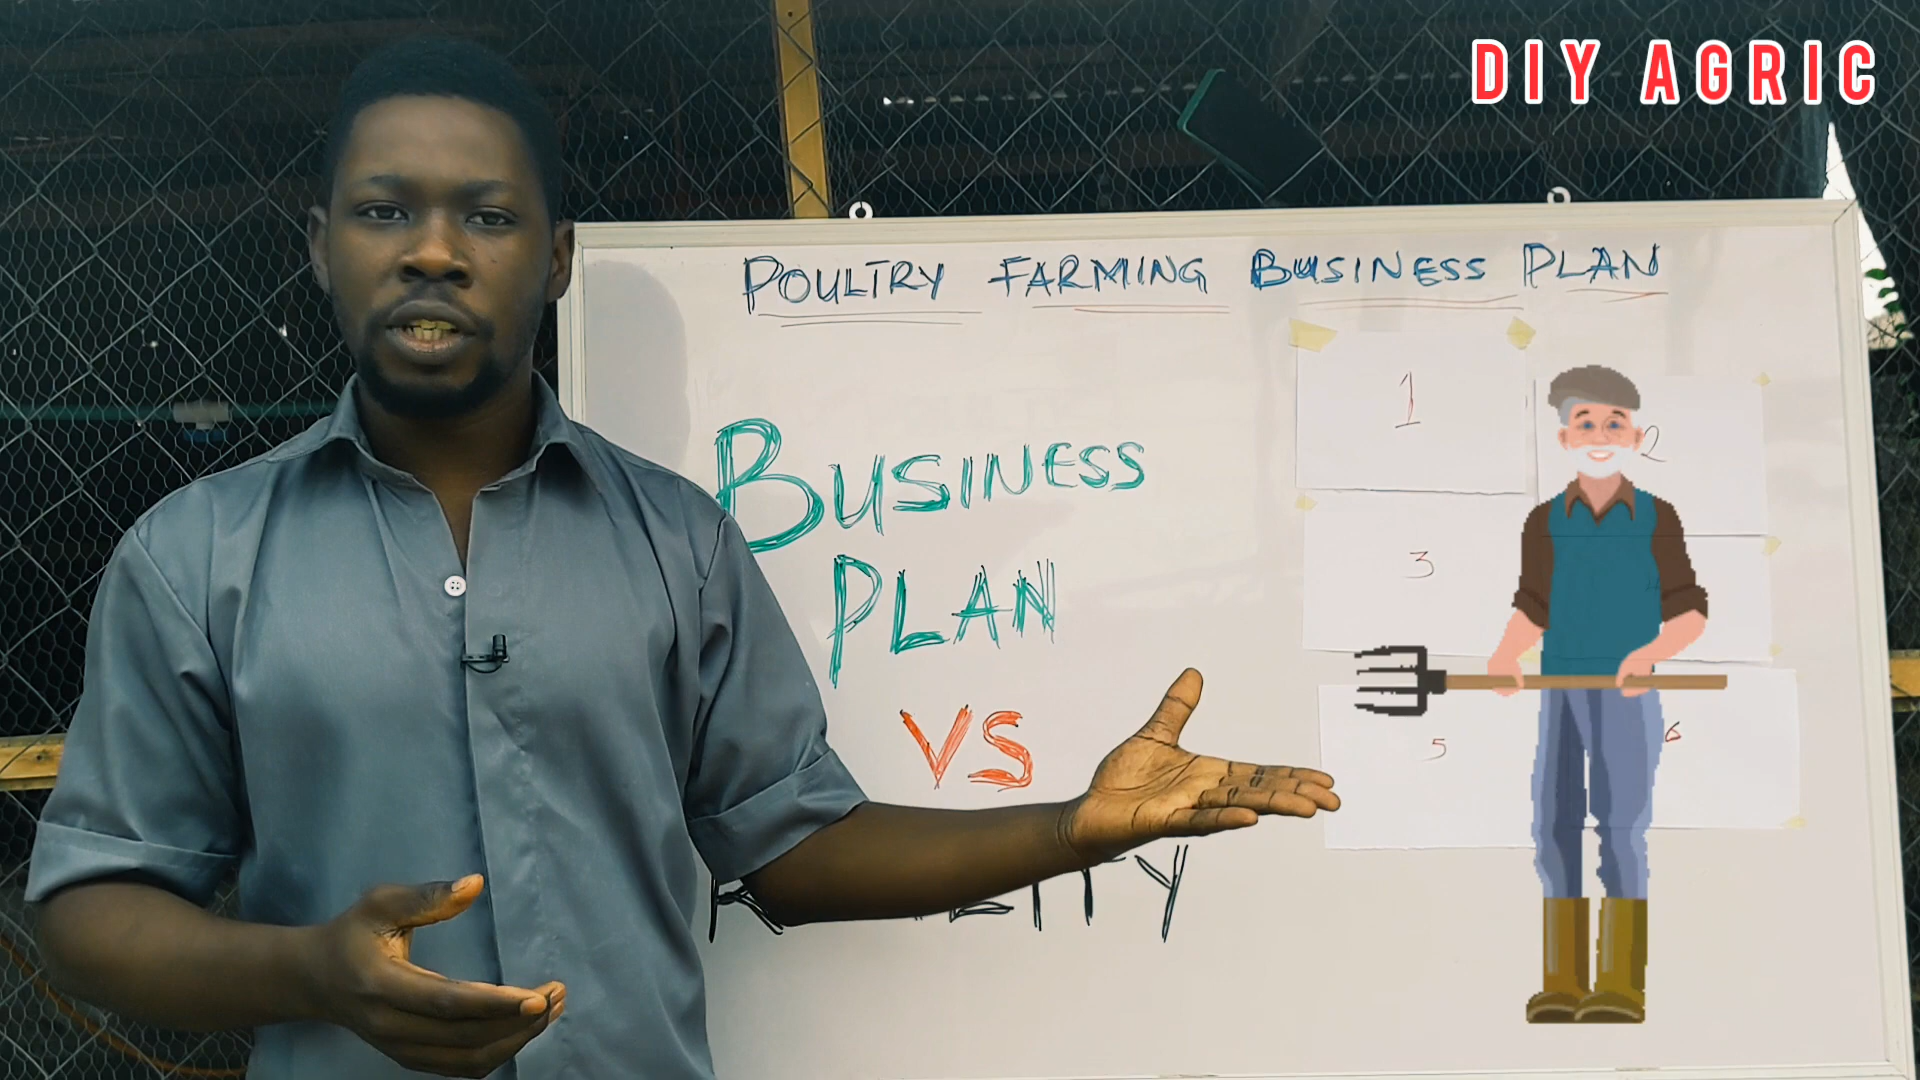 DIY AGRIC
POULTRY FARMING BUSINESS PLAN
1
2
BUSINESS
3
PLAN
VS
5
6